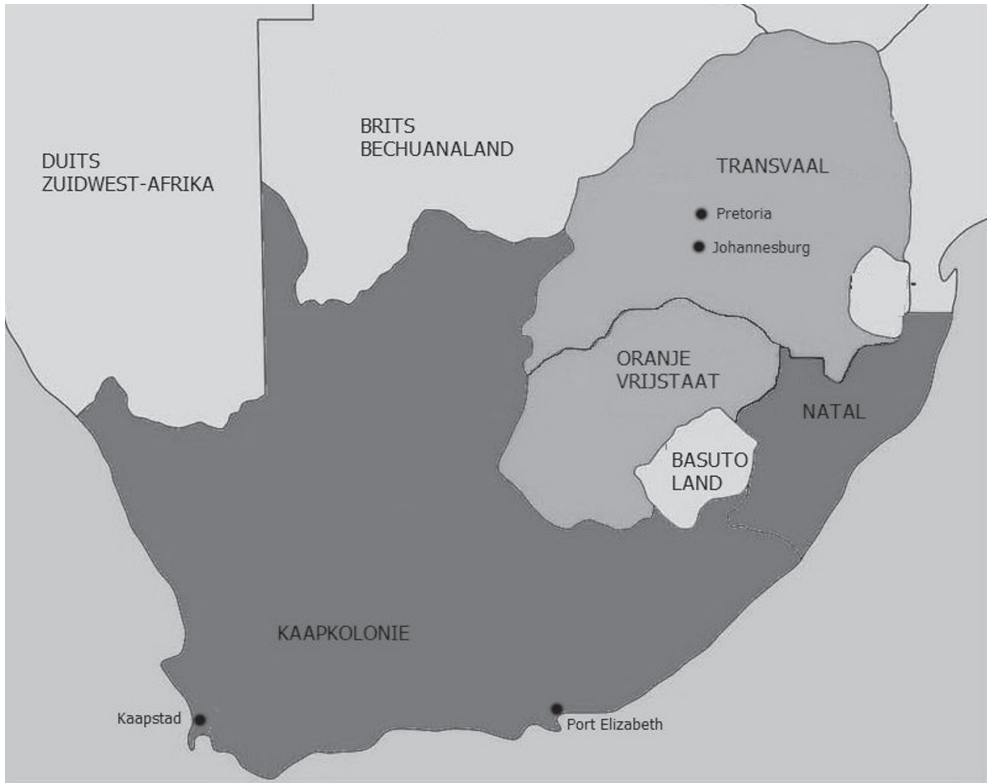 BRITS
BECHUANALAND
DUITS
ZUIDWEST-AFRIKA
TRANSVAAL
Pretoria
Johannesburg
ORANJE
VRIJSTAAT
NATAL
BASUTO
LAND
KAAPKOLONIE
Kaapstad
Port Elizabeth